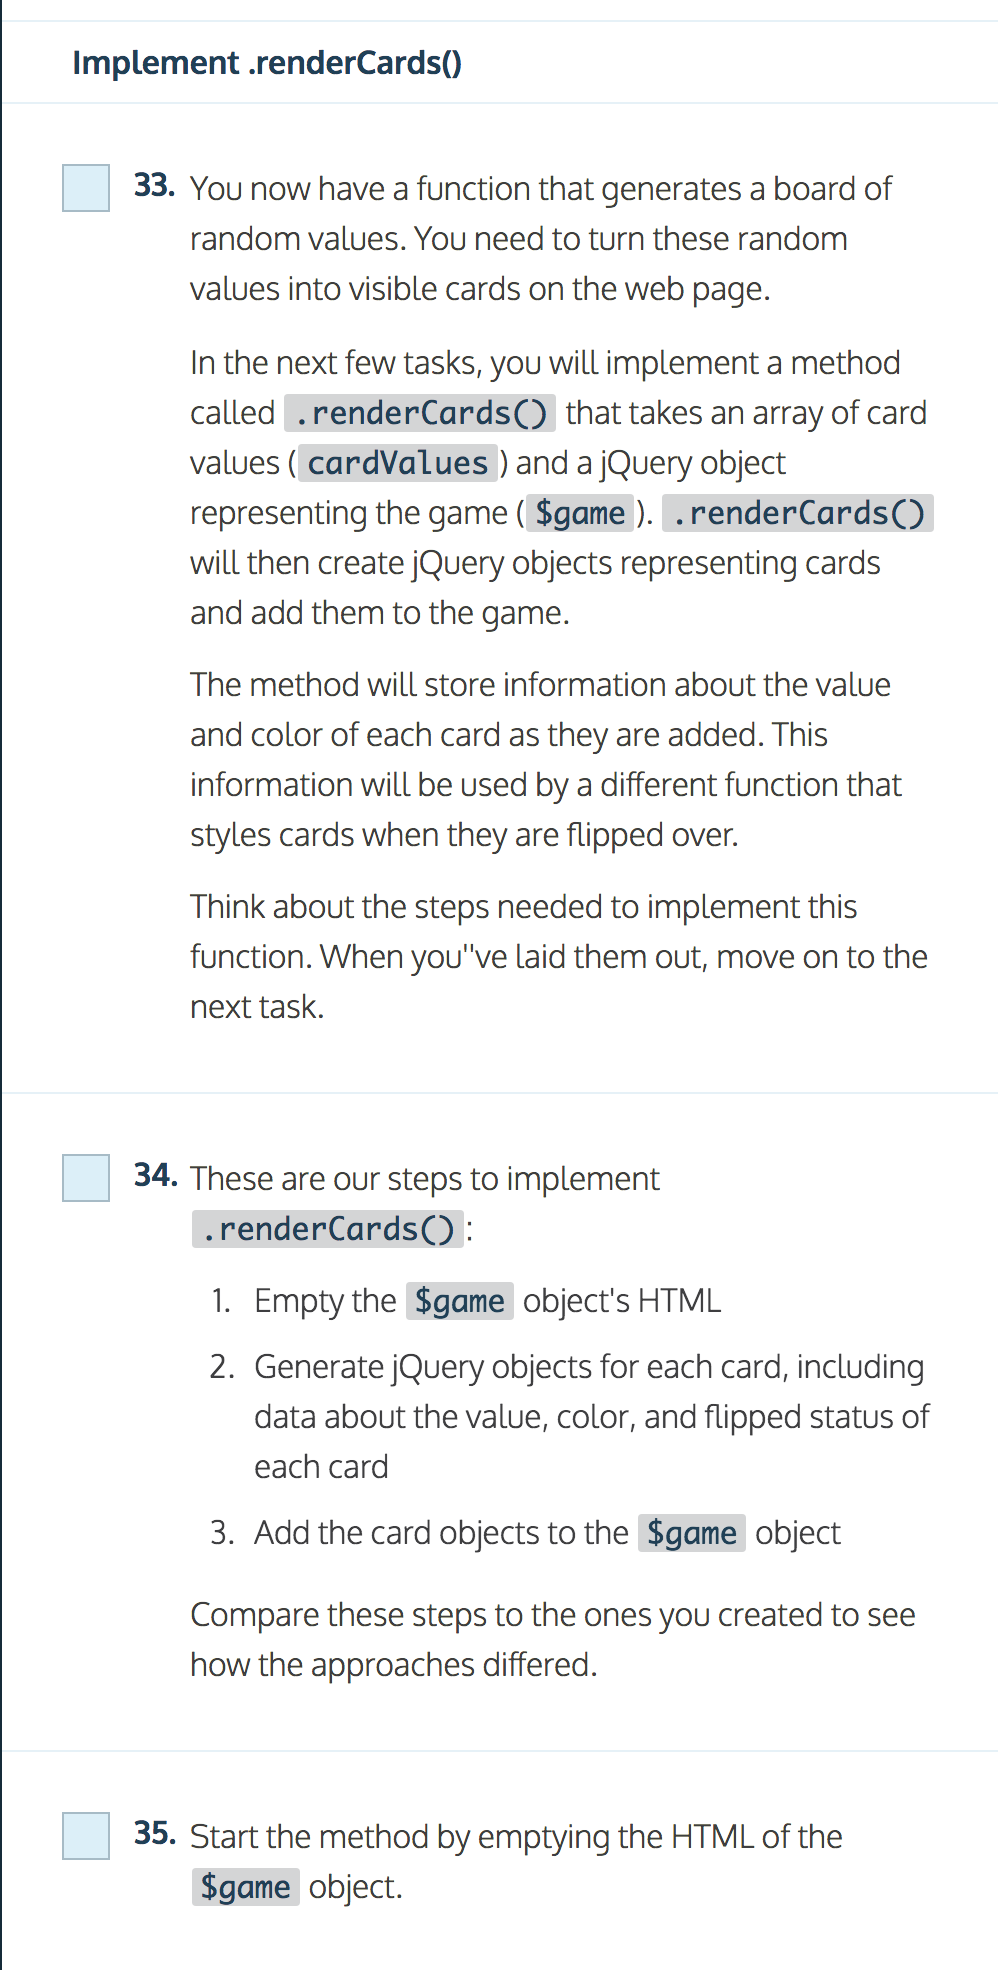 Implement .renderCards()
33. You now have a function that generates a board of
random values. You need to turn these random
values into visible cards on the web page.
In the next few tasks, you will implement a method
called .renderCards() that takes an array of card
values (cardValues) and a jQuery object
representing the game ($game). .renderCards()
will then create jQuery objects representing cards
and add them to the game.
The method will store information about the value
and color of each card as they are added. This
information will be used by a different function that
styles cards when they are flipped over.
Think about the steps needed to implement this
function. When you"ve laid them out, move on to the
next task.
34. These are our steps to implement
.renderCards():
1. Empty the $game object's HTML
2. Generate jQuery objects for each card, including
data about the value, color, and flipped status of
each card
3. Add the card objects to the $game object
Compare these steps to the ones you created to see
how the approaches differed.
35. Start the method by emptying the HTML of the
$game object.